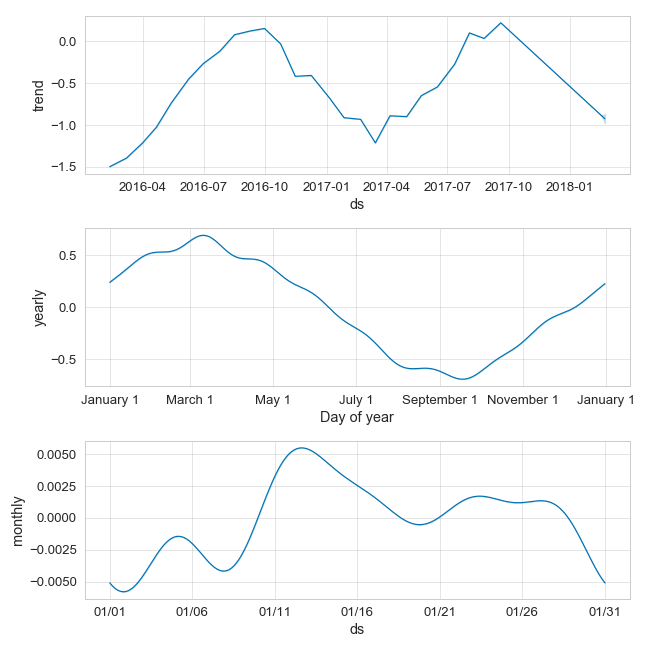 0.0
−0.5
−1.0
−1.5
trend
2016-04 2016-07 2016-10 2017-01 2017-04 2017-07 2017-10 2018-01
ds
0.5
0.0
−0.5
yearly
January 1 March 1 May 1 July 1 September 1 November 1 January 1
Day of year
0.0050
0.0025
0.0000
−0.0025
−0.0050
monthly
01/01 01/06 01/11 01/16 01/21 01/26 01/31
ds